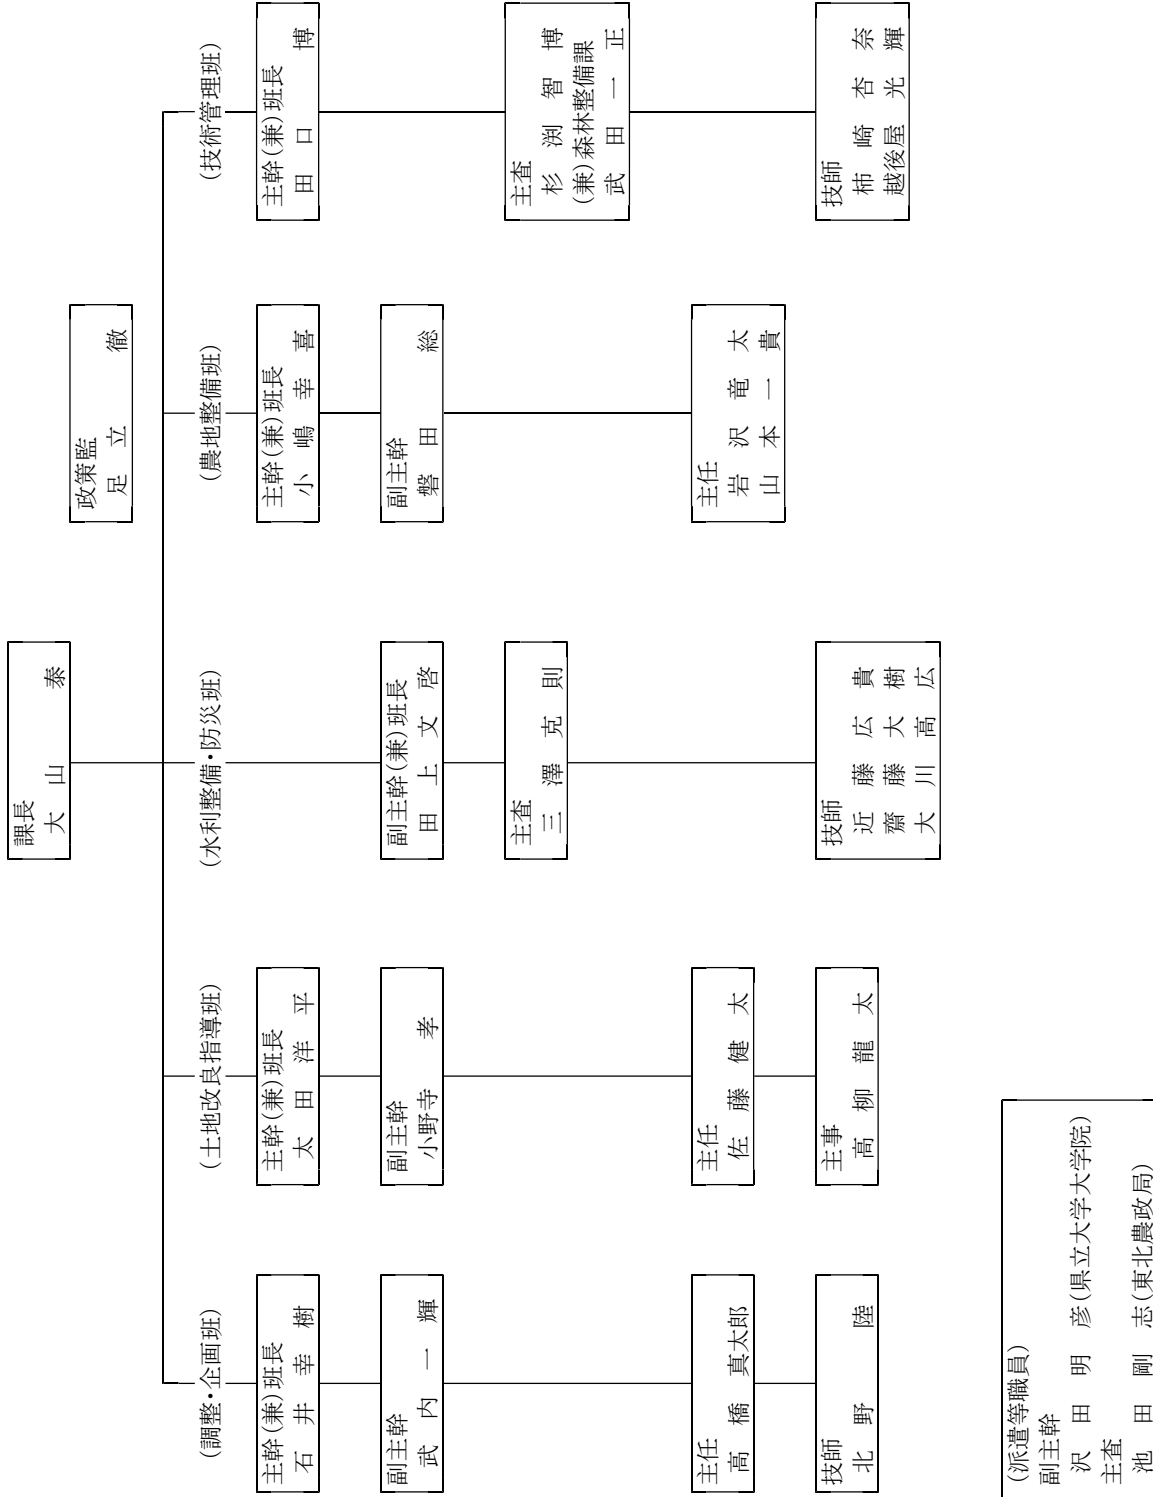 課長
大　山　　泰
政策監
足　立　　徹
(調整・企画班)
主幹(兼)班長
石　井　幸　樹
副主幹
武　内　一　輝
主任
高　橋　真太郎
技師
北　野　　陸
(土地改良指導班)
主幹(兼)班長
太　田　洋　平
副主幹
小野寺　　孝
主任
佐　藤　健　太
主事
高　柳　龍　太
(水利整備・防災班)
副主幹(兼)班長
田　上　文　啓
主査
三　澤　克　則
技師
近　藤　広　貴
齋　藤　大　樹
大　川　高　広
(農地整備班)
主幹(兼)班長
小　嶋　幸　喜
副主幹
磐　田　　総
主任
岩　沢　竜　太
山　本　一　貴
(技術管理班)
主幹(兼)班長
田　口　　博
主査
杉　渕　智　博
(兼)森林整備課
武　田　一　正
技師
柿　崎　杏　奈
越後屋　光　輝
(派遣等職員)
副主幹
沢　田　明　彦(県立大学大学院)
主査
池　田　剛　志(東北農政局)